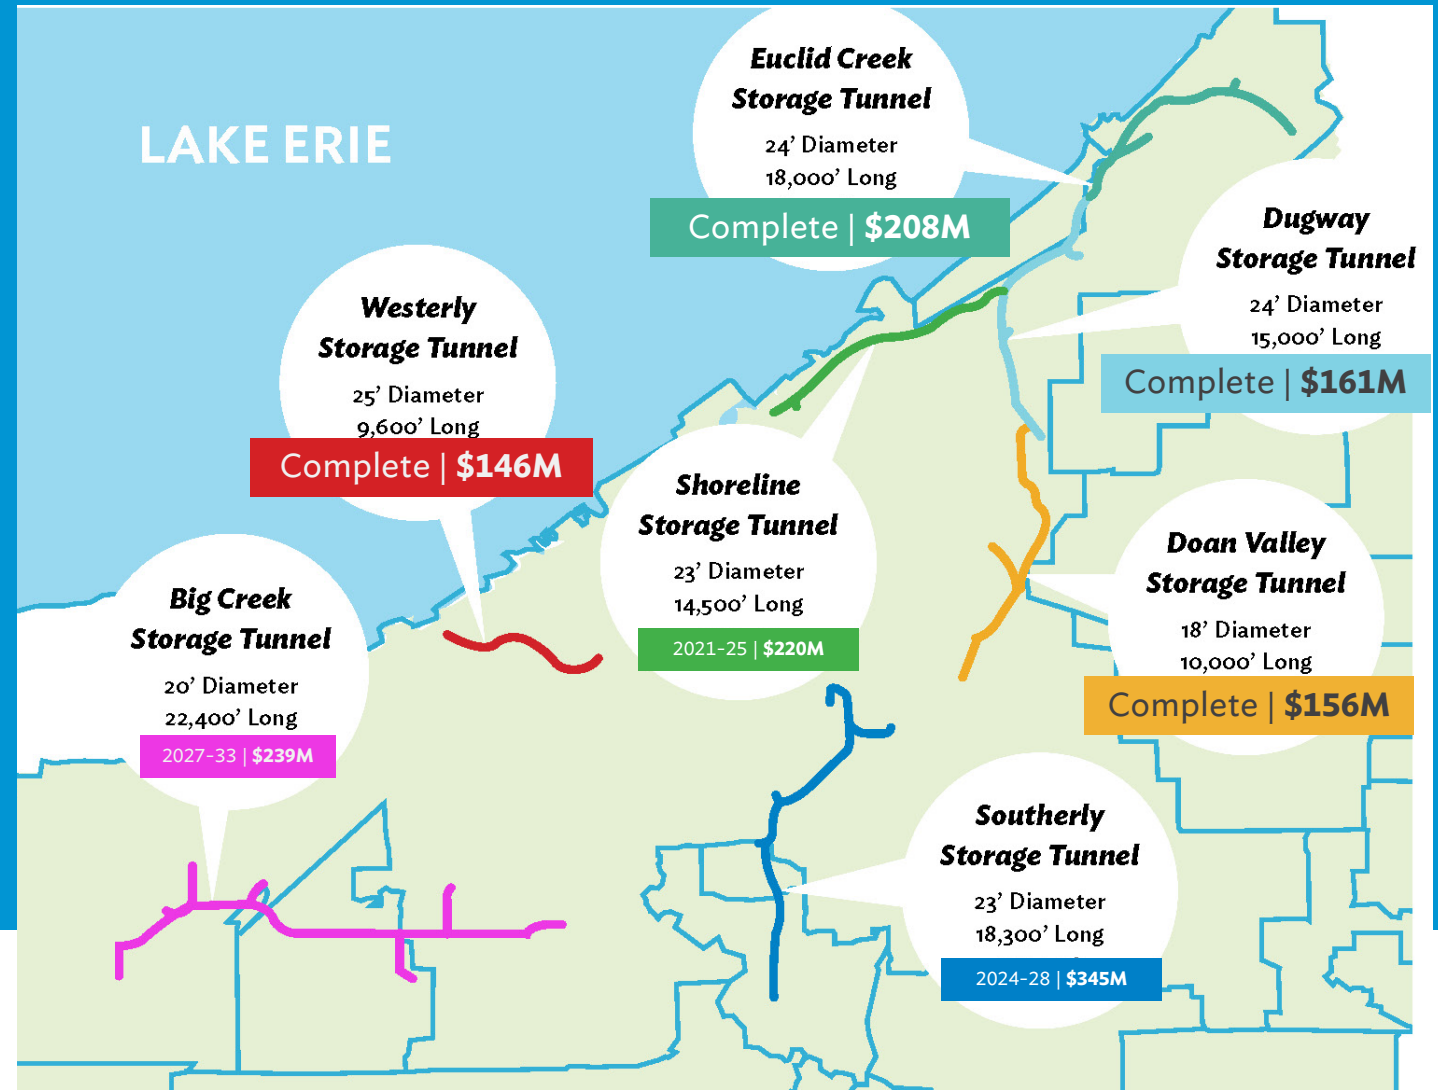 LAKE ERIE
Euclid Creek
Storage Tunnel
24’ Diameter
18,000’ Long
Complete | $208M
Dugway
Storage Tunnel
24’ Diameter
15,000’ Long
Complete | $161M
Westerly
Storage Tunnel
25’ Diameter
9,600’ Long
Complete | $146M
Shoreline
Storage Tunnel
23’ Diameter
14,500’ Long
2021-25 | $220M
Doan Valley
Storage Tunnel
18’ Diameter
10,000’ Long
Complete | $156M
Big Creek
Storage Tunnel
20’ Diameter
22,400’ Long
2027-33 | $239M
Southerly
Storage Tunnel
23’ Diameter
18,300’ Long
2024-28 | $345M